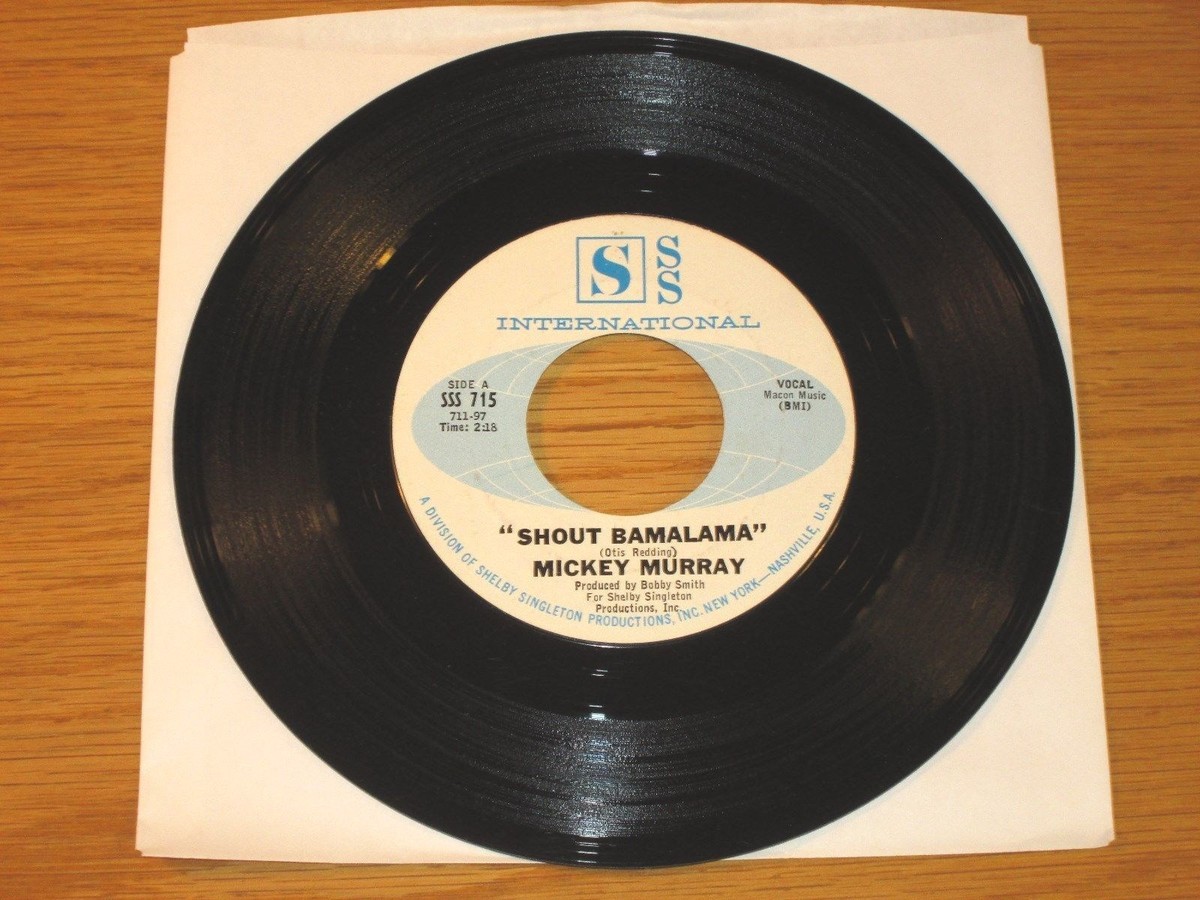 S S
S
INTERNATIONAL
SIDE A
SSS 715
711-97
Time: 2:18
VOCAL
Macon Music
(BMI)
"SHOUT BAMALAMA"
(Otis Redding)
MICKEY MURRAY
Produced by Bobby Smith
For Shelby Singleton
Productions, Inc.
A DIVISION OF SHELBY SINGLETON PRODUCTIONS, INC. NEW YORK—NASHVILLE, U.S.A.